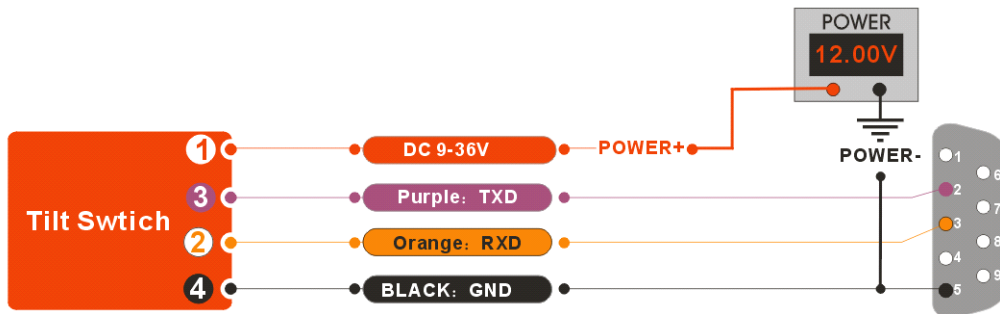 POWER
12.00V
1
DC 9-36V
POWER+
POWER-
1
6
3
Purple: TXD
2
7
Tilt Swtich
2
Orange: RXD
3
8
4
9
4
BLACK: GND
5